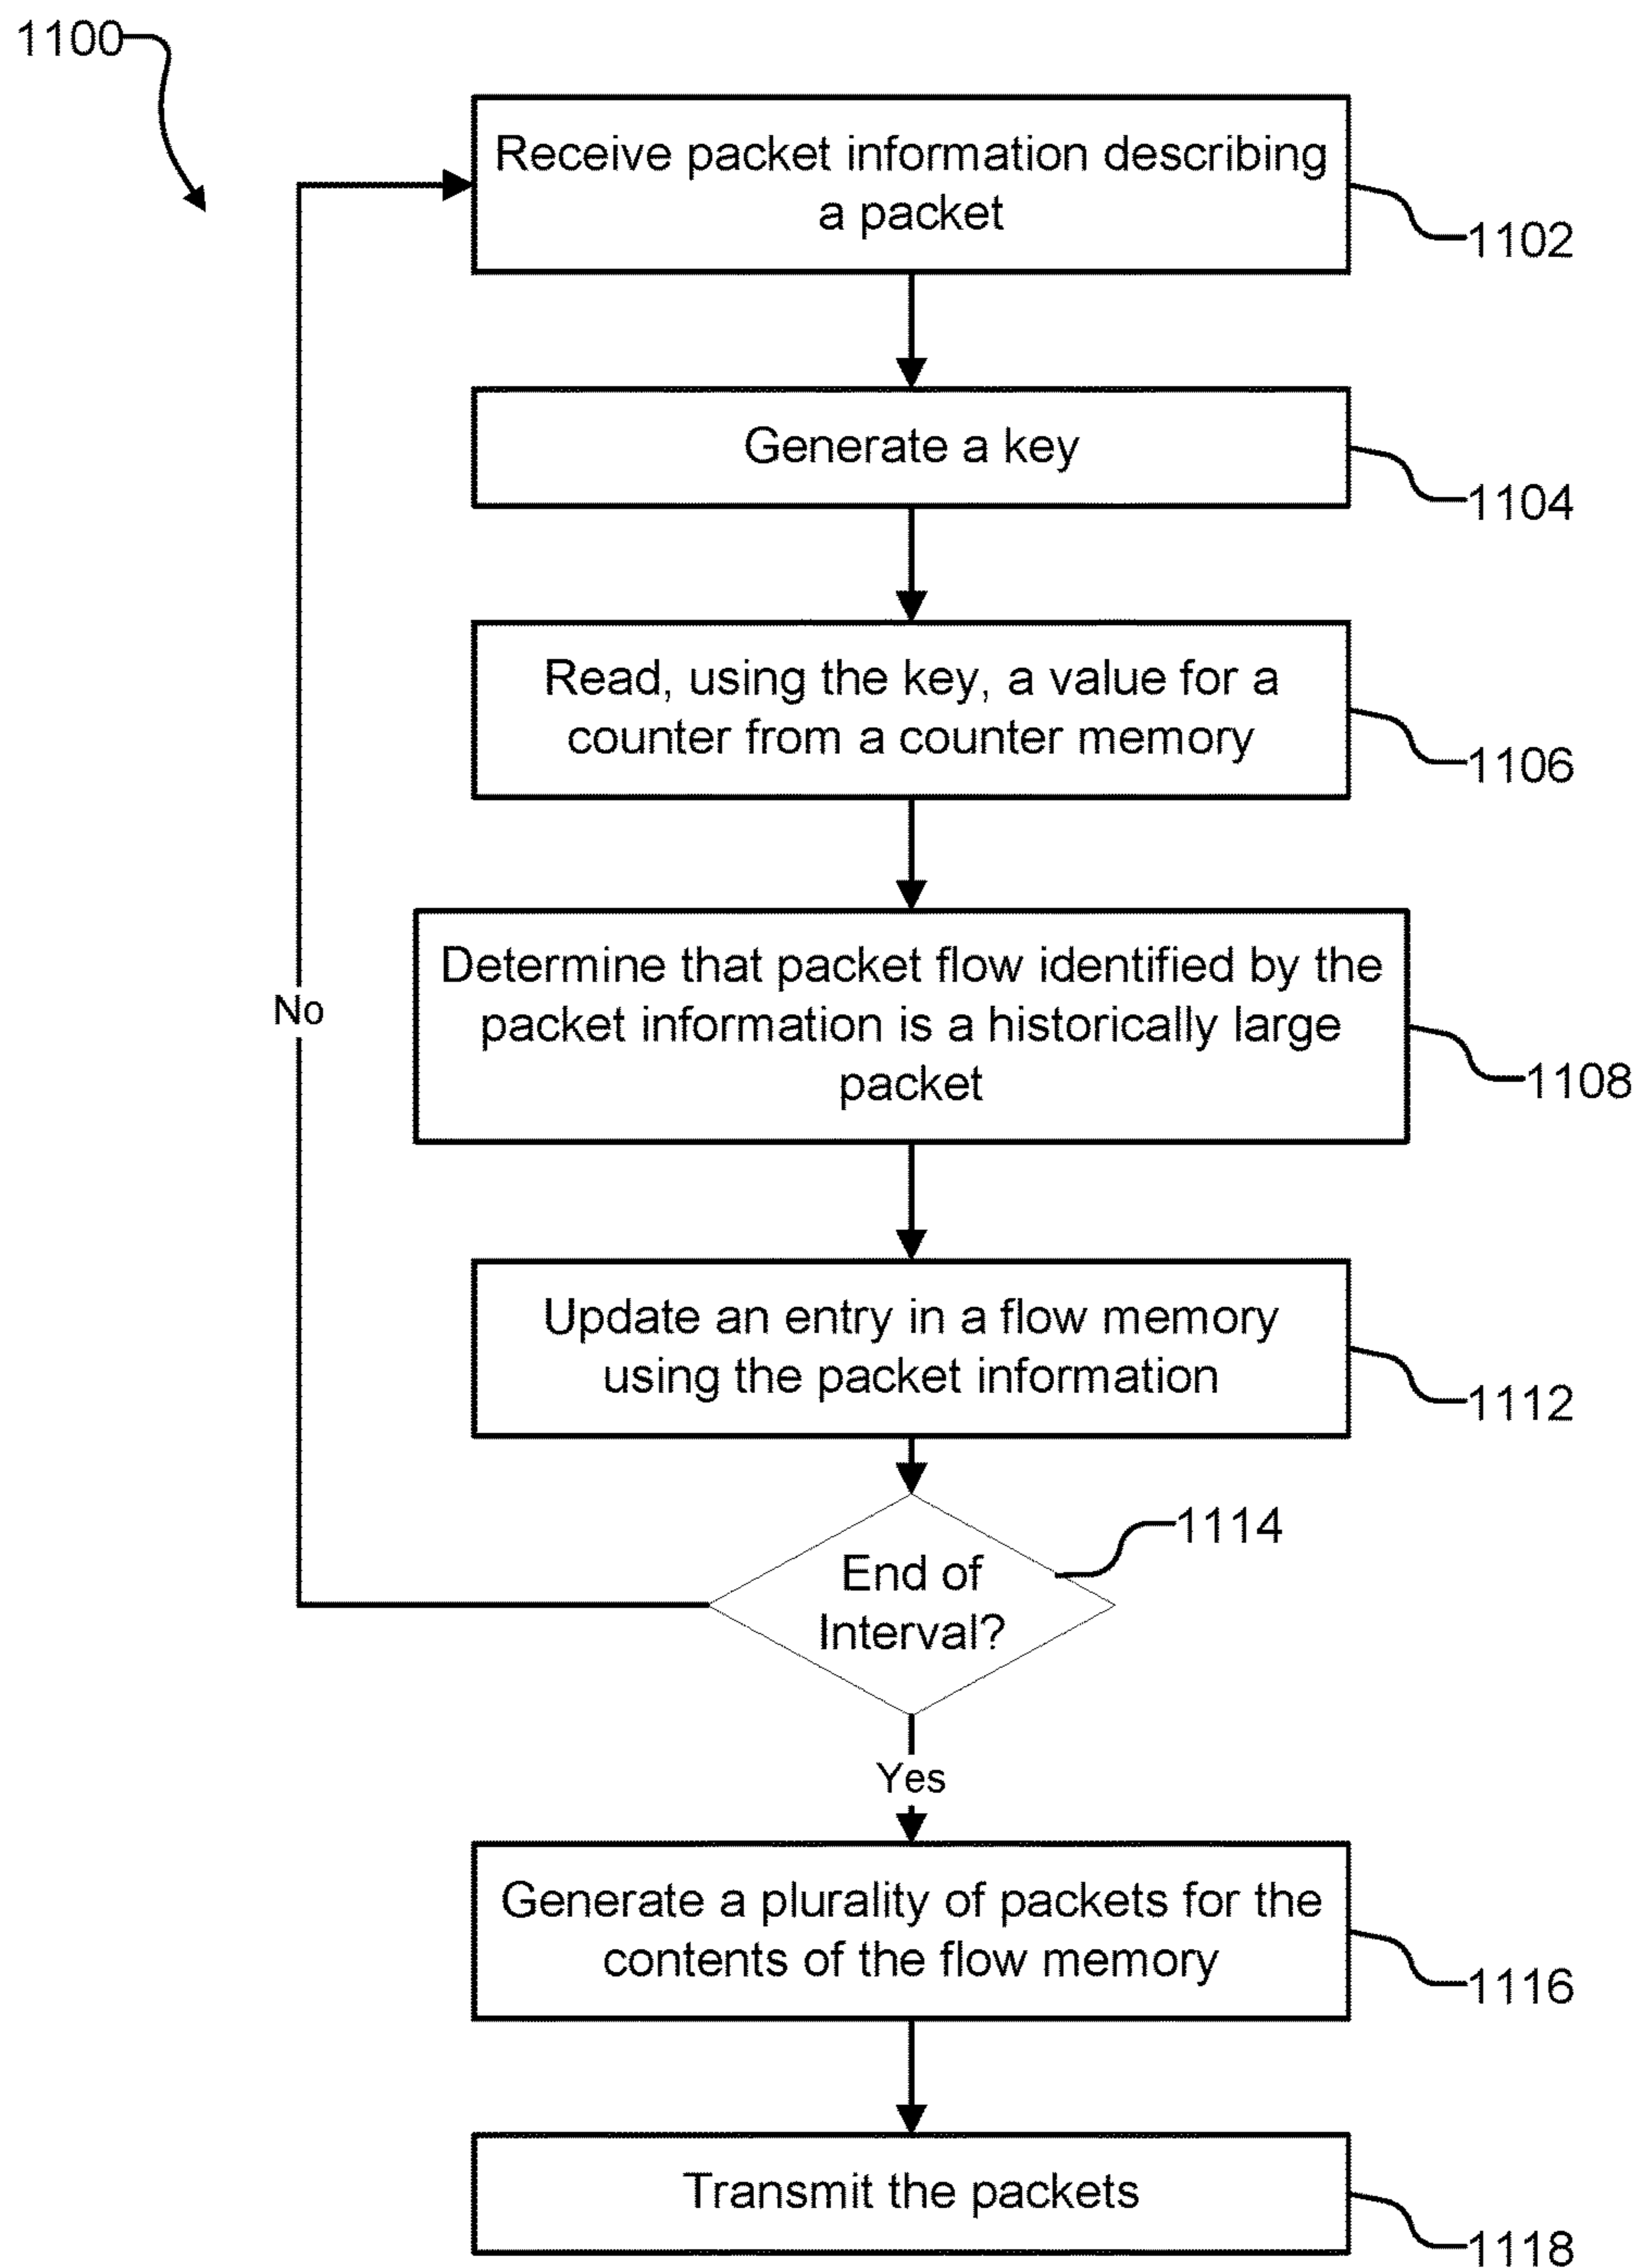 1100
Receive packet information describing
a packet
1102
Generate a key
1104
Read, using the key, a value for a
counter from a counter memory
1106
Determine that packet flow identified by the
packet information is a historically large
packet
1108
No
Update an entry in a flow memory
using the packet information
1112
1114
End of
Interval?
Yes
Generate a plurality of packets for the
contents of the flow memory
1116
Transmit the packets
1118